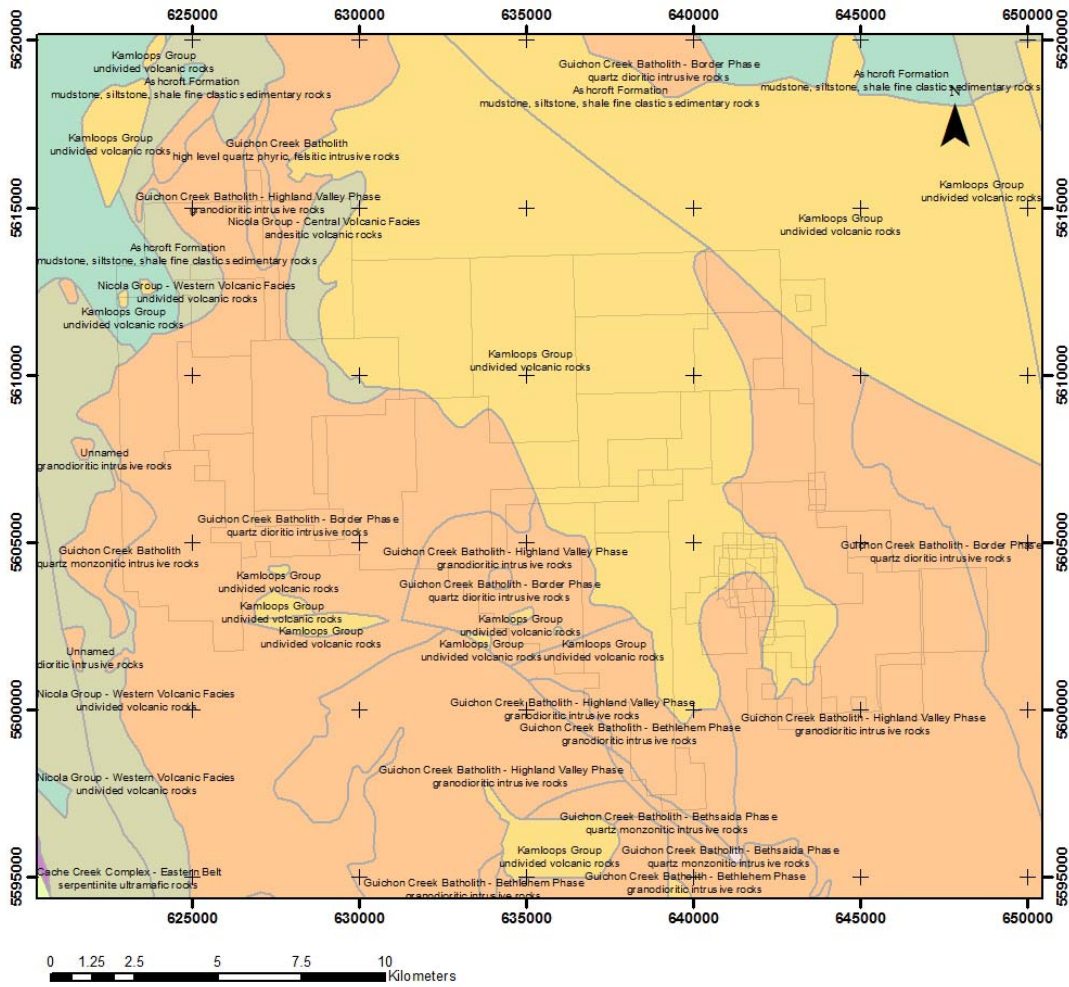 625000 630000 635000 640000 645000 650000
5620000
5620000
Kamloops Group
undivided volcanic rocks
Ashcroft Formation
mudstone, siltstone, shale fine clastic sedimentary rocks
Guichon Creek Batholith - Border Phase
quartz dioritic intrusive rocks
Ashcroft Formation
mudstone, siltstone, shale fine clastic sedimentary rocks
Ashcroft Formation
mudstone, siltstone, shale fine clastic sedimentary rocks
N
Kamloops Group
undivided volcanic rocks
Guichon Creek Batholith
high level quartz phyric, felsitic intrusive rocks
Kamloops Group
undivided volcanic rocks
5615000
5615000
Guichon Creek Batholith - Highland Valley Phase
granodioritic intrusive rocks
Nicola Group - Central Volcanic Facies
andesitic volcanic rocks
Kamloops Group
undivided volcanic rocks
Ashcroft Formation
mudstone, siltstone, shale fine clastic sedimentary rocks
Nicola Group - Western Volcanic Facies
undivided volcanic rocks
Kamloops Group
undivided volcanic rocks
5610000
5610000
Kamloops Group
undivided volcanic rocks
Unnamed
granodioritic intrusive rocks
5605000
5605000
Guichon Creek Batholith - Border Phase
quartz dioritic intrusive rocks
Guichon Creek Batholith
quartz monzonitic intrusive rocks
Guichon Creek Batholith - Highland Valley Phase
granodioritic intrusive rocks
Guichon Creek Batholith - Border Phase
quartz dioritic intrusive rocks
Kamloops Group
undivided volcanic rocks
Guichon Creek Batholith - Border Phase
quartz dioritic intrusive rocks
Kamloops Group
undivided volcanic rocks
Kamloops Group
undivided volcanic rocks
Kamloops Group
undivided volcanic rocks
Kamloops Group
undivided volcanic rocks
Kamloops Group
undivided volcanic rocks
Unnamed
dioritic intrusive rocks
Nicola Group - Western Volcanic Facies
undivided volcanic rocks
5600000
5600000
Guichon Creek Batholith - Highland Valley Phase
granodioritic intrusive rocks
Guichon Creek Batholith - Bethlehem Phase
granodioritic intrusive rocks
Guichon Creek Batholith - Highland Valley Phase
granodioritic intrusive rocks
Nicola Group - Western Volcanic Facies
undivided volcanic rocks
Guichon Creek Batholith - Highland Valley Phase
granodioritic intrusive rocks
Guichon Creek Batholith - Bethsaida Phase
quartz monzonitic intrusive rocks
Kamloops Group
undivided volcanic rocks
Guichon Creek Batholith - Bethsaida Phase
quartz monzonitic intrusive rocks
5595000
5595000
Cache Creek Complex - Eastern Belt
serpentinite ultramafic rocks
Guichon Creek Batholith - Bethlehem Phase
granodioritic intrusive rocks
Guichon Creek Batholith - Bethlehem Phase
granodioritic intrusive rocks
625000 630000 635000 640000 645000 650000
0 1.25 2.5 5 7.5 10
Kilometers